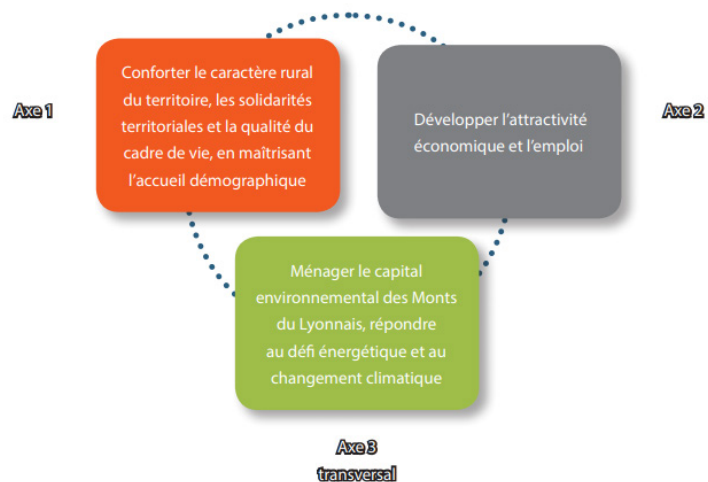 Axe 1
Conforter le caractère rural
du territoire, les solidarités
territoriales et la qualité du
cadre de vie, en maîtrisant
l'accueil démographique
Développer l'attractivité
économique et l'emploi
Axe 2
Ménager le capital
environnemental des Monts
du Lyonnais, répondre
au défi énergétique et au
changement climatique
Axe 3
transversal